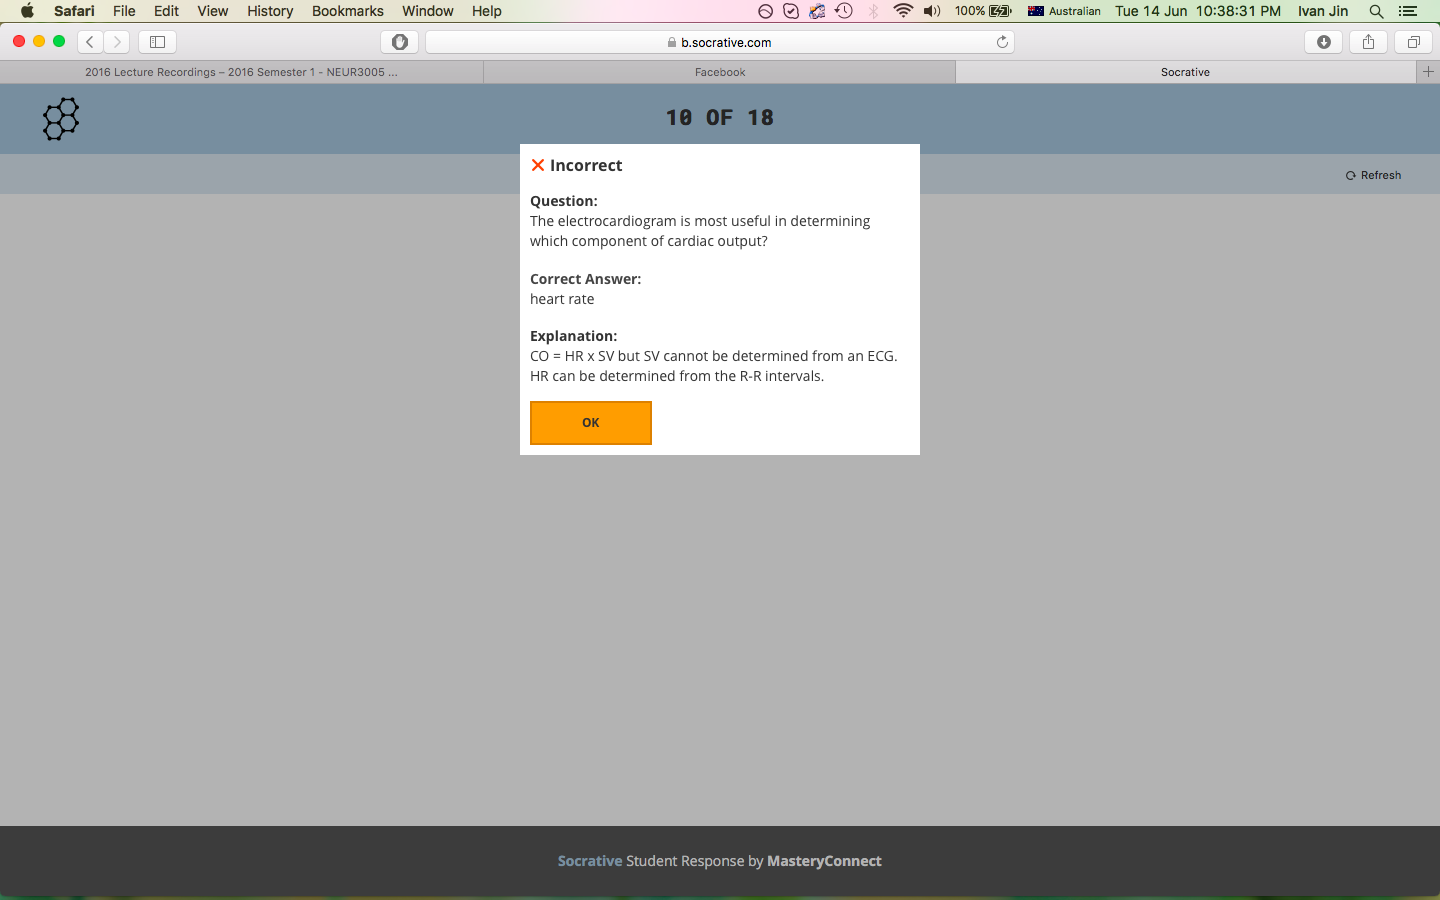 Safari File Edit View History Bookmarks Window Help 100% Australian Tue 14 Jun 10:38:31 PM Ivan Jin
b.socrative.com
2016 Lecture Recordings – 2016 Semester 1 - NEUR3005 ... Facebook Socrative
10 OF 18
Refresh
Incorrect
Question:
The electrocardiogram is most useful in determining
which component of cardiac output?
Correct Answer:
heart rate
Explanation:
CO = HR x SV but SV cannot be determined from an ECG.
HR can be determined from the R-R intervals.
OK
Socrative Student Response by MasteryConnect